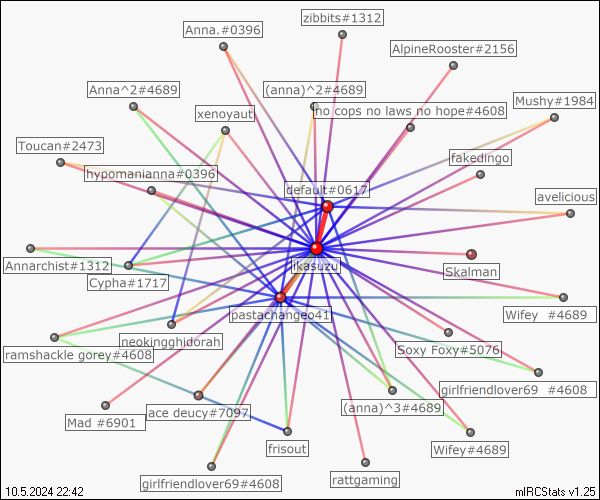 zibbits#1312
Anna.#0396
AlpineRooster#2156
Anna^2#4689
(anna)^2#4689
Mushy#1984
xenoyaut
no cops no laws no hope#4608
Toucan#2473
fakedingo
hypomanianna#0396
default#0617
avelicious
Annarchist#1312
ikasuzu
Skalman
Cypha#1717
Wifey #4689
pastachangeo41
neokingghidorah
Soxy Foxy#5076
ramshackle gorey#4608
girlfriendlover69 #4608
(anna)^3#4689
ace deucy#7097
Mad #6901
frisout
Wifey#4689
girlfriendlover69#4608
rattgaming
10.5.2024 22:42
mIRCStats v1.25